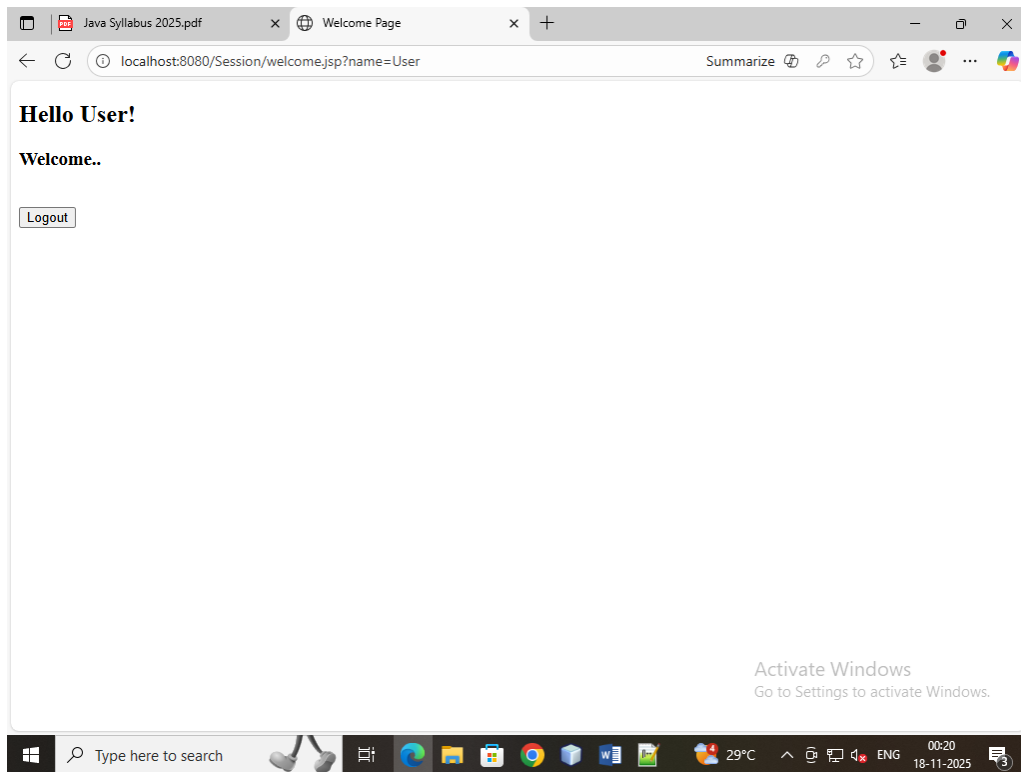 PDF
Java Syllabus 2025.pdf
Welcome Page
localhost:8080/Session/welcome.jsp?name=User
Summarize
Hello User!
Welcome..
Logout
Activate Windows
Go to Settings to activate Windows.
Type here to search
4
29°C
ENG
00:20
18-11-2025
3